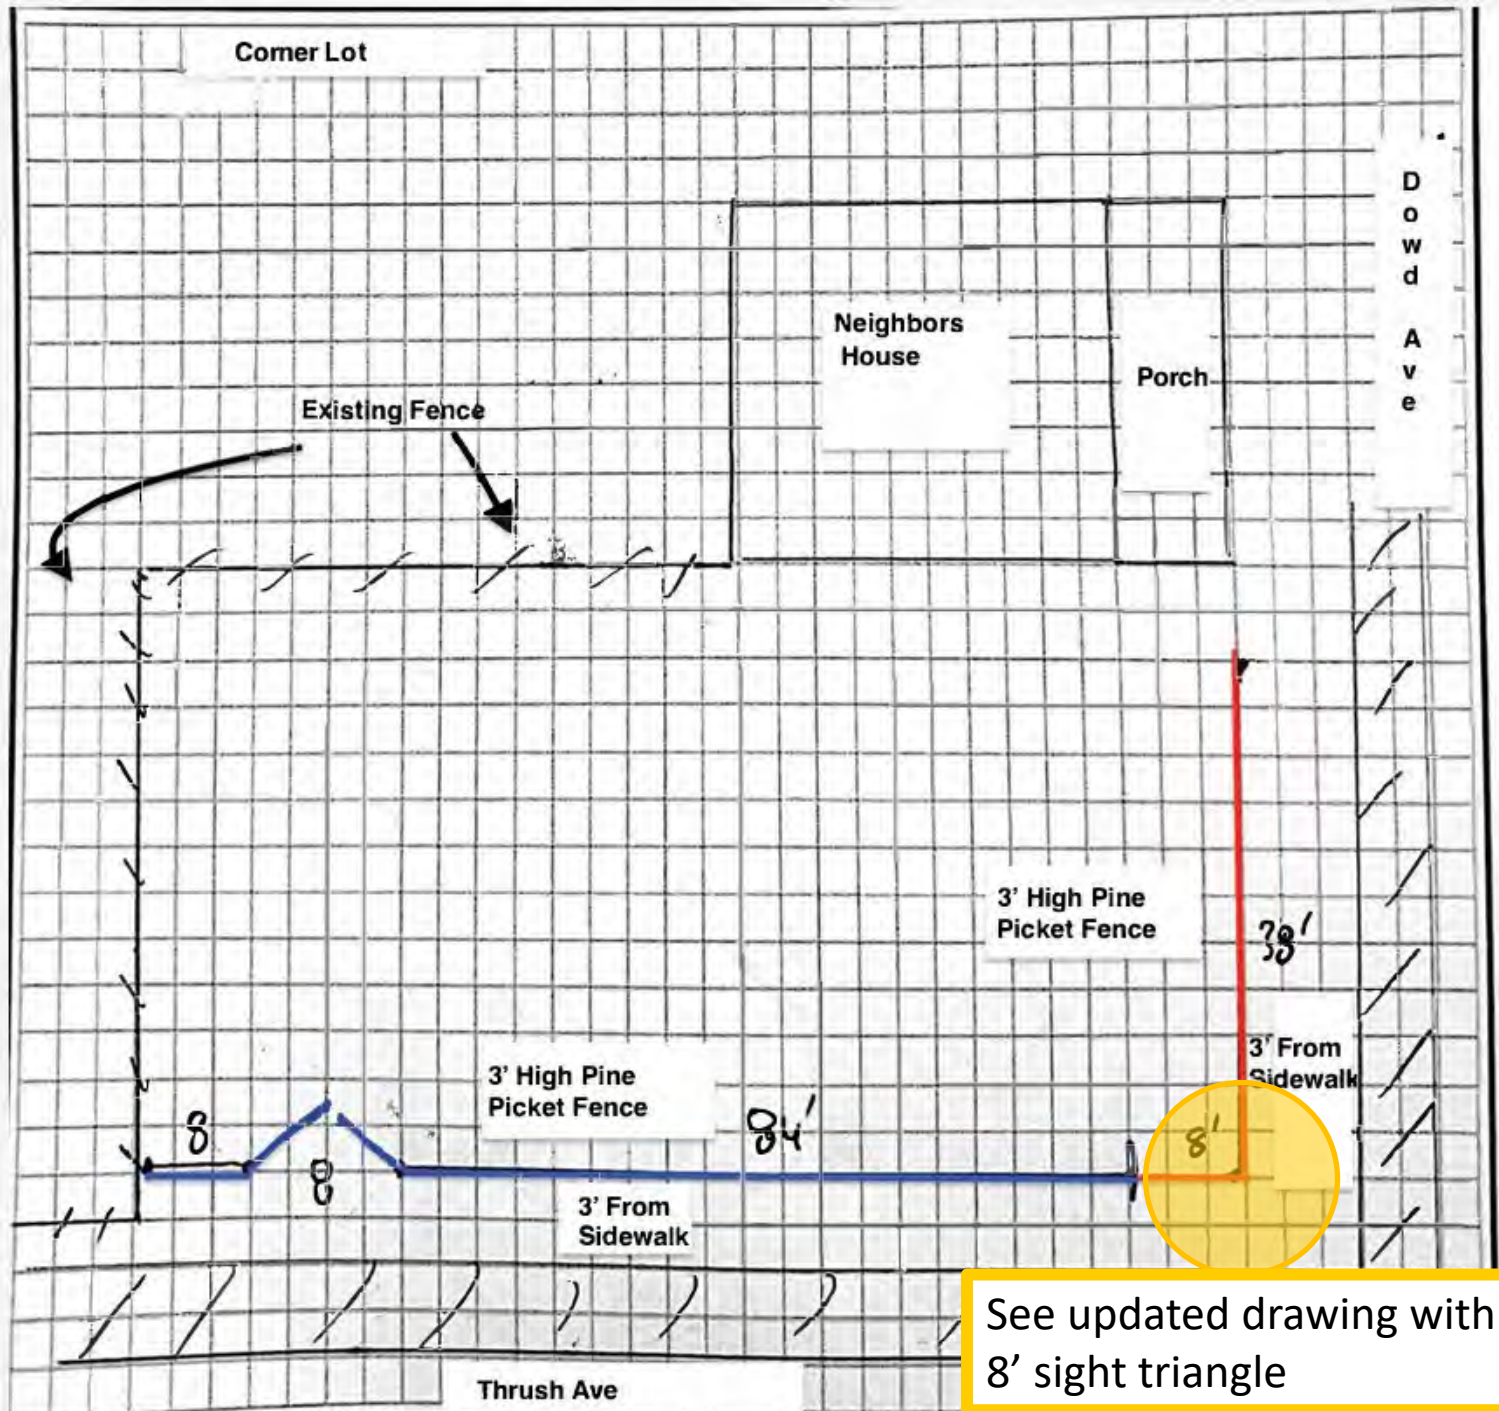 Corner Lot
D
o
w
d
A
v
e
Neighbors
House
Porch
Existing Fence
3' High Pine
Picket Fence
38'
3' From
Sidewalk
3' High Pine
Picket Fence
8
84'
8'
8
3' From
Sidewalk
See updated drawing with
8' sight triangle
Thrush Ave